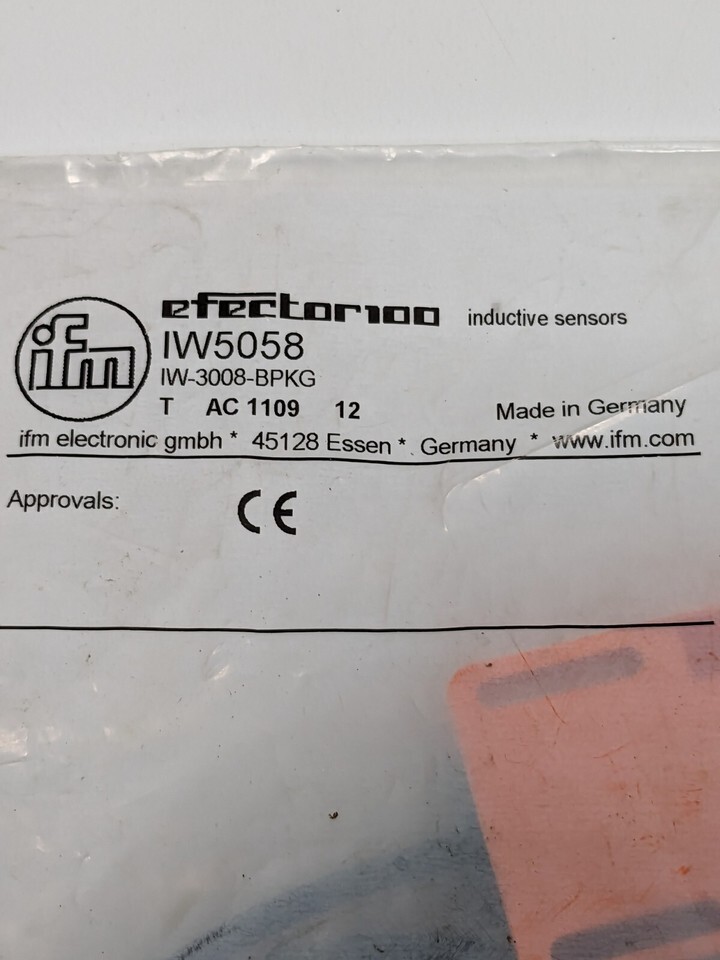 ifm
efector100 inductive sensors
IW5058
IW-3008-BPKG
T AC 1109 12 Made in Germany
ifm electronic gmbh * 45128 Essen * Germany * www.ifm.com
Approvals: CE